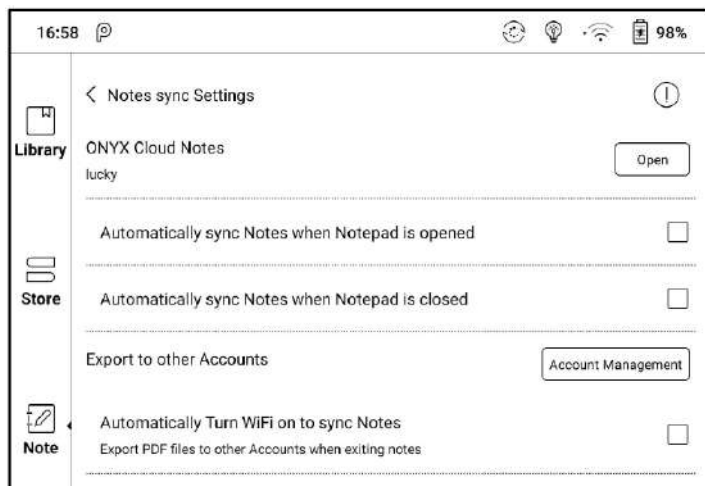 16:58
98%
Notes sync Settings
Library
ONYX Cloud Notes
Open
lucky
Automatically sync Notes when Notepad is opened
Store
Automatically sync Notes when Notepad is closed
Export to other Accounts
Account Management
Note
Automatically Turn WiFi on to sync Notes
Export PDF files to other Accounts when exiting notes